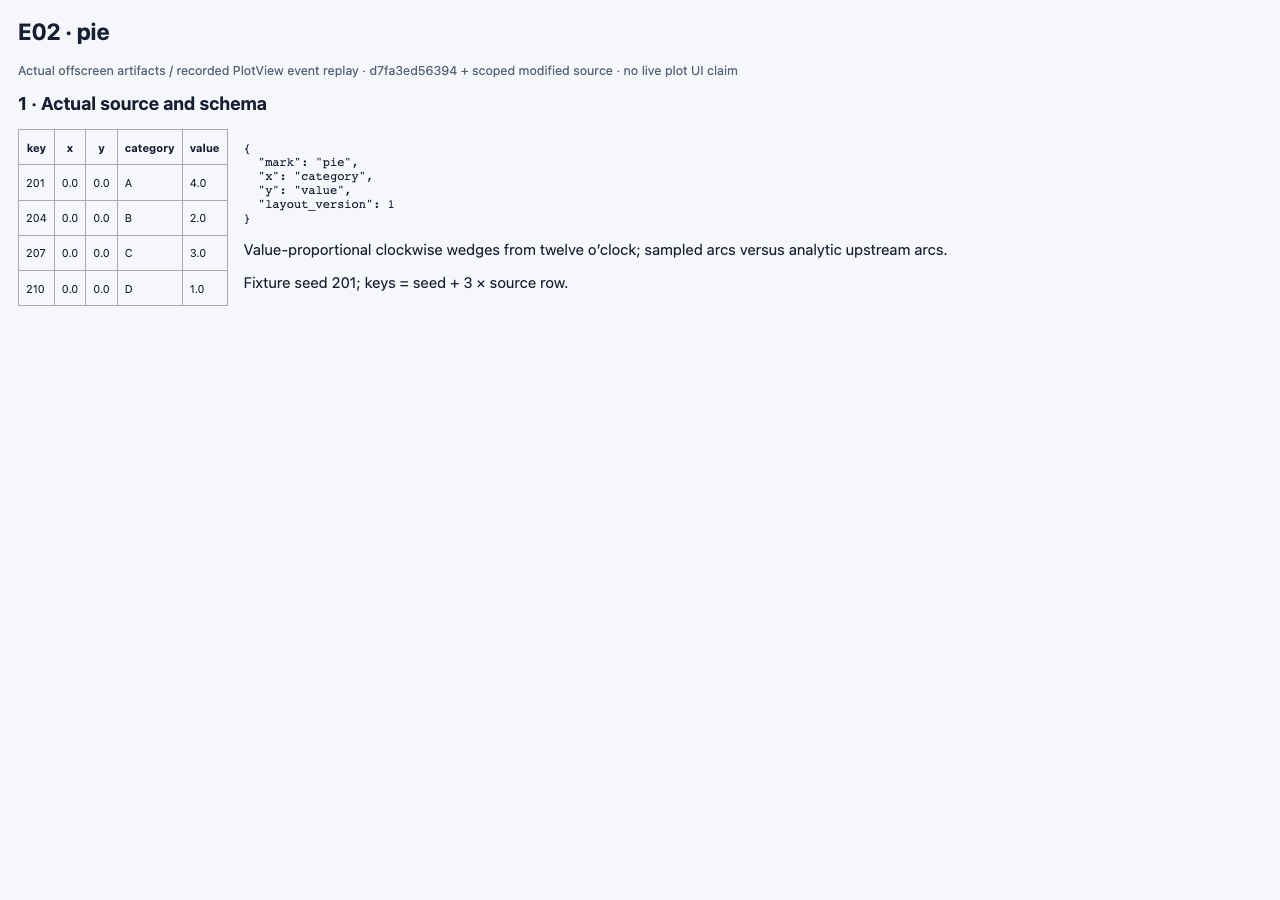 E02 · pie
Actual offscreen artifacts / recorded PlotView event replay · d7fa3ed56394 + scoped modified source · no live plot UI claim
1 · Actual source and schema
key x y category value
201 0.0 0.0 A 4.0
204 0.0 0.0 B 2.0
207 0.0 0.0 C 3.0
210 0.0 0.0 D 1.0
{
"mark": "pie",
"x": "category",
"y": "value",
"layout_version": 1
}
Value-proportional clockwise wedges from twelve o’clock; sampled arcs versus analytic upstream arcs.
Fixture seed 201; keys = seed + 3 × source row.